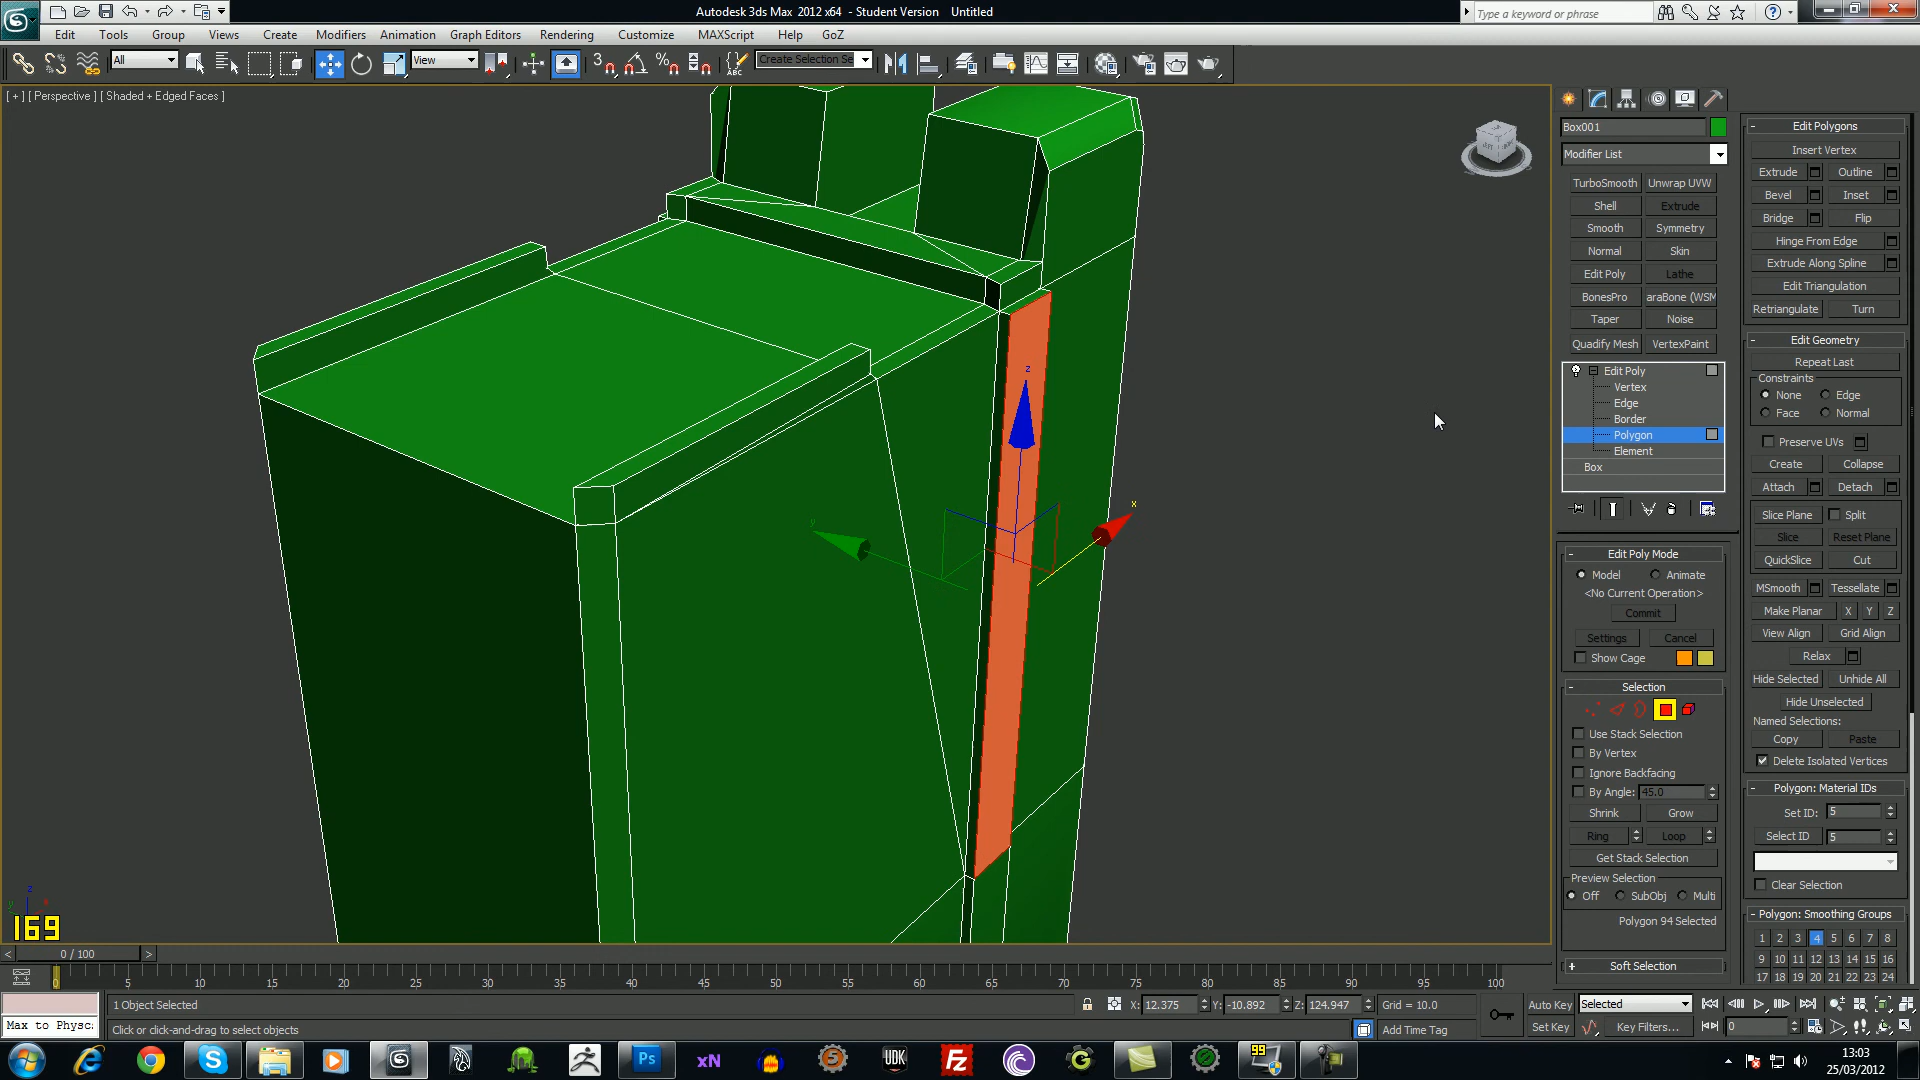 Autodesk 3ds Max 2012 x64 - Student Version Untitled
Type a keyword or phrase
Edit Tools Group Views Create Modifiers Animation Graph Editors Rendering Customize MAXScript Help GoZ
All
View
3
Create Selection Se
[ + ] [ Perspective ] [ Shaded + Edged Faces ]
z
x
y
169
Box001
Modifier List
TurboSmooth Unwrap UVW
Shell Extrude
Smooth Symmetry
Normal Skin
Edit Poly Lathe
BonesPro araBone (WSM
Taper Noise
Quadify Mesh VertexPaint
Edit Poly
Vertex
Edge
Border
Polygon
Element
Box
Edit Poly Mode
Model Animate
<No Current Operation>
Commit
Settings Cancel
Show Cage
Selection
Use Stack Selection
By Vertex
Ignore Backfacing
By Angle: 45.0
Shrink Grow
Ring Loop
Get Stack Selection
Preview Selection
Off SubObj Multi
Polygon 94 Selected
Soft Selection
Edit Polygons
Insert Vertex
Extrude Outline
Bevel Inset
Bridge Flip
Hinge From Edge
Extrude Along Spline
Edit Triangulation
Retriangulate Turn
Edit Geometry
Repeat Last
Constraints
None Edge
Face Normal
Preserve UVs
Create Collapse
Attach Detach
Slice Plane Split
Slice Reset Plane
QuickSlice Cut
MSmooth Tessellate
Make Planar X Y Z
View Align Grid Align
Relax
Hide Selected Unhide All
Hide Unselected
Named Selections:
Copy Paste
Delete Isolated Vertices
Polygon: Material IDs
Set ID: 5
Select ID 5
Clear Selection
Polygon: Smoothing Groups
1 2 3 4 5 6 7 8
9 10 11 12 13 14 15 16
17 18 19 20 21 22 23 24
0 / 100
0 5 10 15 20 25 30 35 40 45 50 55 60 65 70 75 80 85 90 95 100
1 Object Selected
X: 12.375 Y: -10.892 Z: 124.947 Grid = 10.0
Auto Key Selected
Max to Physc:
Click or click-and-drag to select objects
Add Time Tag
Set Key Key Filters... 0
Ps xN 5 UDK FZ G 99
13:03
25/03/2012